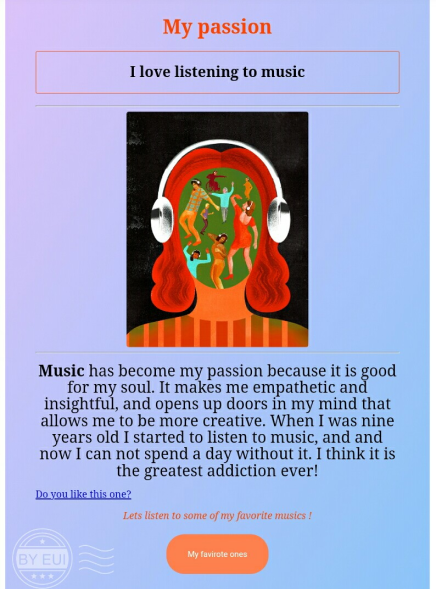 My passion
I love listening to music
Music has become my passion because it is good
for my soul. It makes me empathetic and
insightful, and opens up doors in my mind that
allows me to be more creative. When I was nine
years old I started to listen to music, and and
now I can not spend a day without it. I think it is
the greatest addiction ever!
Do you like this one?
Lets listen to some of my favorite musics !
My favirote ones
BY EUI